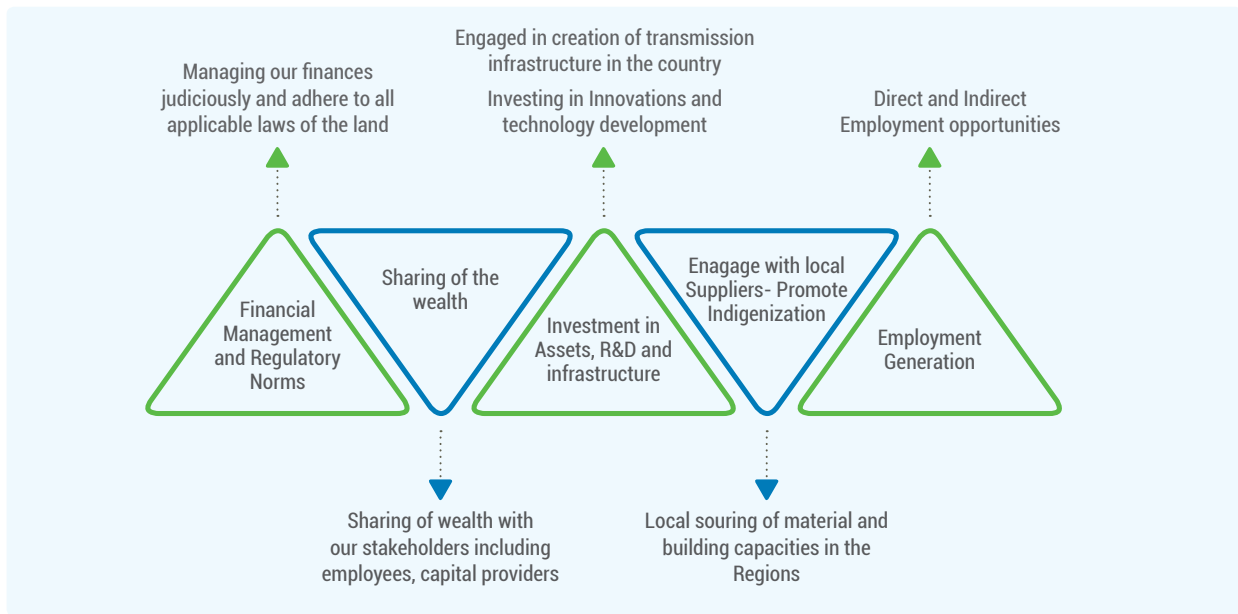 Managing our finances
judiciously and adhere to all
applicable laws of the land
Engaged in creation of transmission
infrastructure in the country
Investing in Innovations and
technology development
Direct and Indirect
Employment opportunities
Financial
Management
and Regulatory
Norms
Sharing of the
wealth
Investment in
Assets, R&D and
infrastructure
Enagage with local
Suppliers- Promote
Indigenization
Employment
Generation
Sharing of wealth with
our stakeholders including
employees, capital providers
Local souring of material and
building capacities in the
Regions